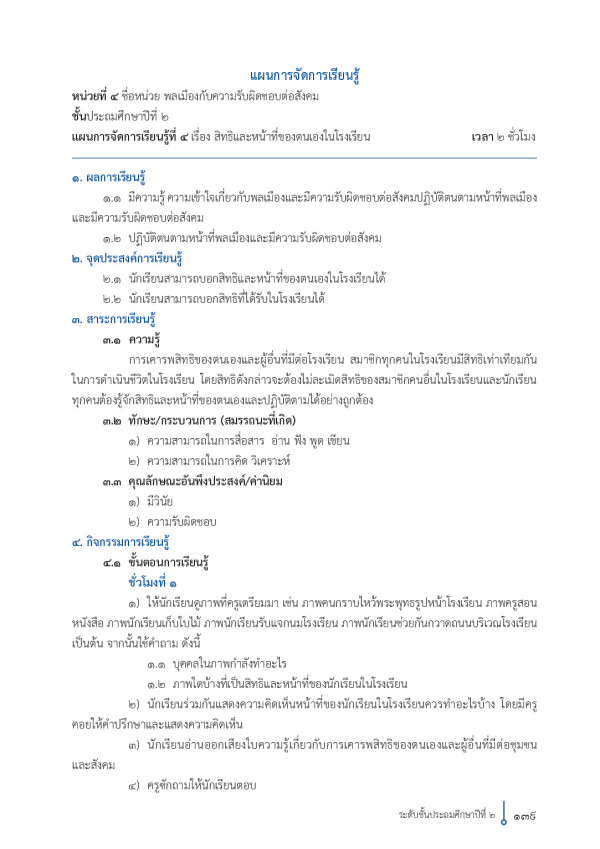 แผนการจัดการเรียนรู้
หน่วยที่ ๔ ชื่อหน่วย พลเมืองกับความรับผิดชอบต่อสังคม
ชั้นประถมศึกษาปีที่ ๒
แผนการจัดการเรียนรู้ที่ ๔ เรื่อง สิทธิและหน้าที่ของตนเองในโรงเรียน เวลา ๒ ชั่วโมง
๑. ผลการเรียนรู้
๑.๑ มีความรู้ ความเข้าใจเกี่ยวกับพลเมืองและมีความรับผิดชอบต่อสังคมปฏิบัติตนตามหน้าที่พลเมือง
และมีความรับผิดชอบต่อสังคม
๑.๒ ปฏิบัติตนตามหน้าที่พลเมืองและมีความรับผิดชอบต่อสังคม
๒. จุดประสงค์การเรียนรู้
๒.๑ นักเรียนสามารถบอกสิทธิและหน้าที่ของตนเองในโรงเรียนได้
๒.๒ นักเรียนสามารถบอกสิทธิที่ได้รับในโรงเรียนได้
๓. สาระการเรียนรู้
๓.๑ ความรู้
การเคารพสิทธิของตนเองและผู้อื่นที่มีต่อโรงเรียน สมาชิกทุกคนในโรงเรียนมีสิทธิเท่าเทียมกัน
ในการดำเนินชีวิตในโรงเรียน โดยสิทธิดังกล่าวจะต้องไม่ละเมิดสิทธิของสมาชิกคนอื่นในโรงเรียนและนักเรียน
ทุกคนต้องรู้จักสิทธิและหน้าที่ของตนเองและปฏิบัติตามได้อย่างถูกต้อง
๓.๒ ทักษะ/กระบวนการ (สมรรถนะที่เกิด)
๑) ความสามารถในการสื่อสาร อ่าน ฟัง พูด เขียน
๒) ความสามารถในการคิด วิเคราะห์
๓.๓ คุณลักษณะอันพึงประสงค์/ค่านิยม
๑) มีวินัย
๒) ความรับผิดชอบ
๔. กิจกรรมการเรียนรู้
๔.๑ ขั้นตอนการเรียนรู้
ชั่วโมงที่ ๑
๑) ให้นักเรียนดูภาพที่ครูเตรียมมา เช่น ภาพคนกราบไหว้พระพุทธรูปหน้าโรงเรียน ภาพครูสอน
หนังสือ ภาพนักเรียนเก็บใบไม้ ภาพนักเรียนรับแจกนมโรงเรียน ภาพนักเรียนช่วยกันกวาดถนนบริเวณโรงเรียน
เป็นต้น จากนั้นใช้คำถาม ดังนี้
๑.๑ บุคคลในภาพกำลังทำอะไร
๑.๒ ภาพใดบ้างที่เป็นสิทธิและหน้าที่ของนักเรียนในโรงเรียน
๒) นักเรียนร่วมกันแสดงความคิดเห็นหน้าที่ของนักเรียนในโรงเรียนควรทำอะไรบ้าง โดยมีครู
คอยให้คำปรึกษาและแสดงความคิดเห็น
๓) นักเรียนอ่านออกเสียงใบความรู้เกี่ยวกับการเคารพสิทธิของตนเองและผู้อื่นที่มีต่อชุมชน
และสังคม
๔) ครูซักถามให้นักเรียนตอบ
ระดับชั้นประถมศึกษาปีที่ ๒ ๑๓๙